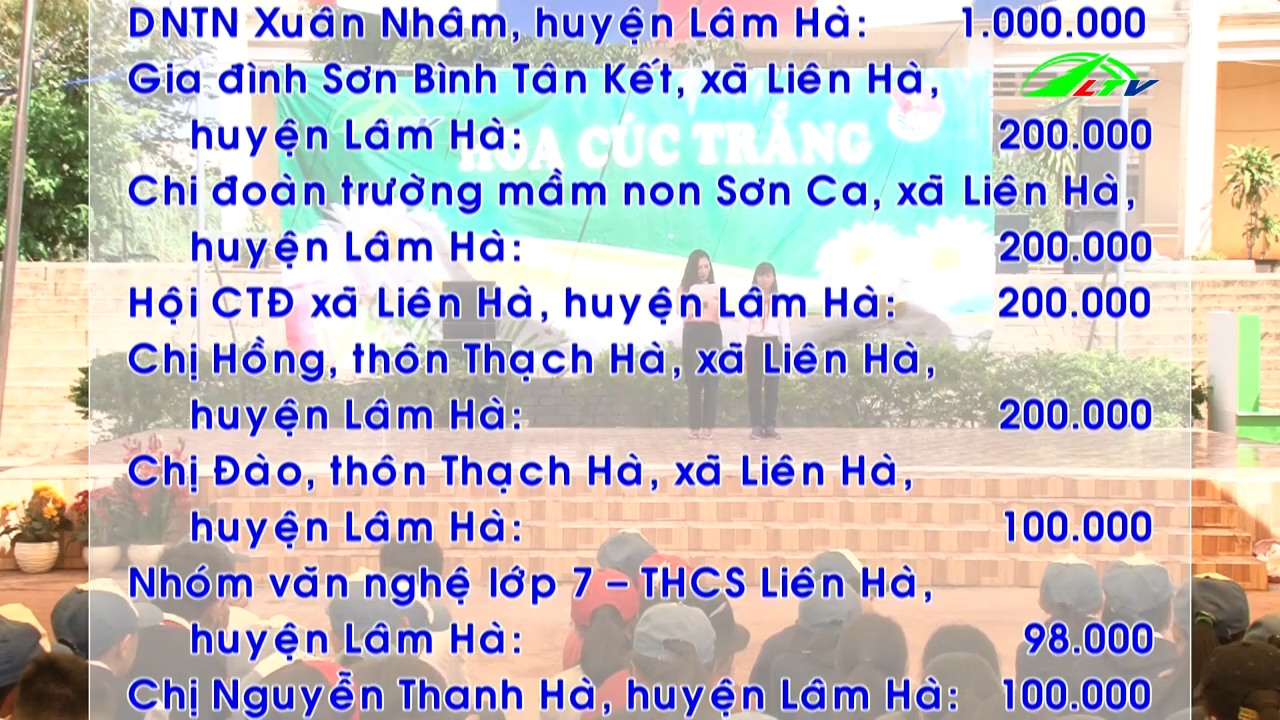 DNTN Xuân Nhâm, huyện Lâm Hà: 1.000.000
Gia đình Sơn Bình Tân Kết, xã Liên Hà,
LTV
huyện Lâm Hà: 200.000
HOA CÚC TRẮNG
Chi đoàn trường mầm non Sơn Ca, xã Liên Hà,
huyện Lâm Hà: 200.000
Hội CTĐ xã Liên Hà, huyện Lâm Hà: 200.000
Chị Hồng, thôn Thạch Hà, xã Liên Hà,
huyện Lâm Hà: 200.000
Chị Đào, thôn Thạch Hà, xã Liên Hà,
huyện Lâm Hà: 100.000
Nhóm văn nghệ lớp 7 – THCS Liên Hà,
huyện Lâm Hà: 98.000
Chị Nguyễn Thanh Hà, huyện Lâm Hà: 100.000